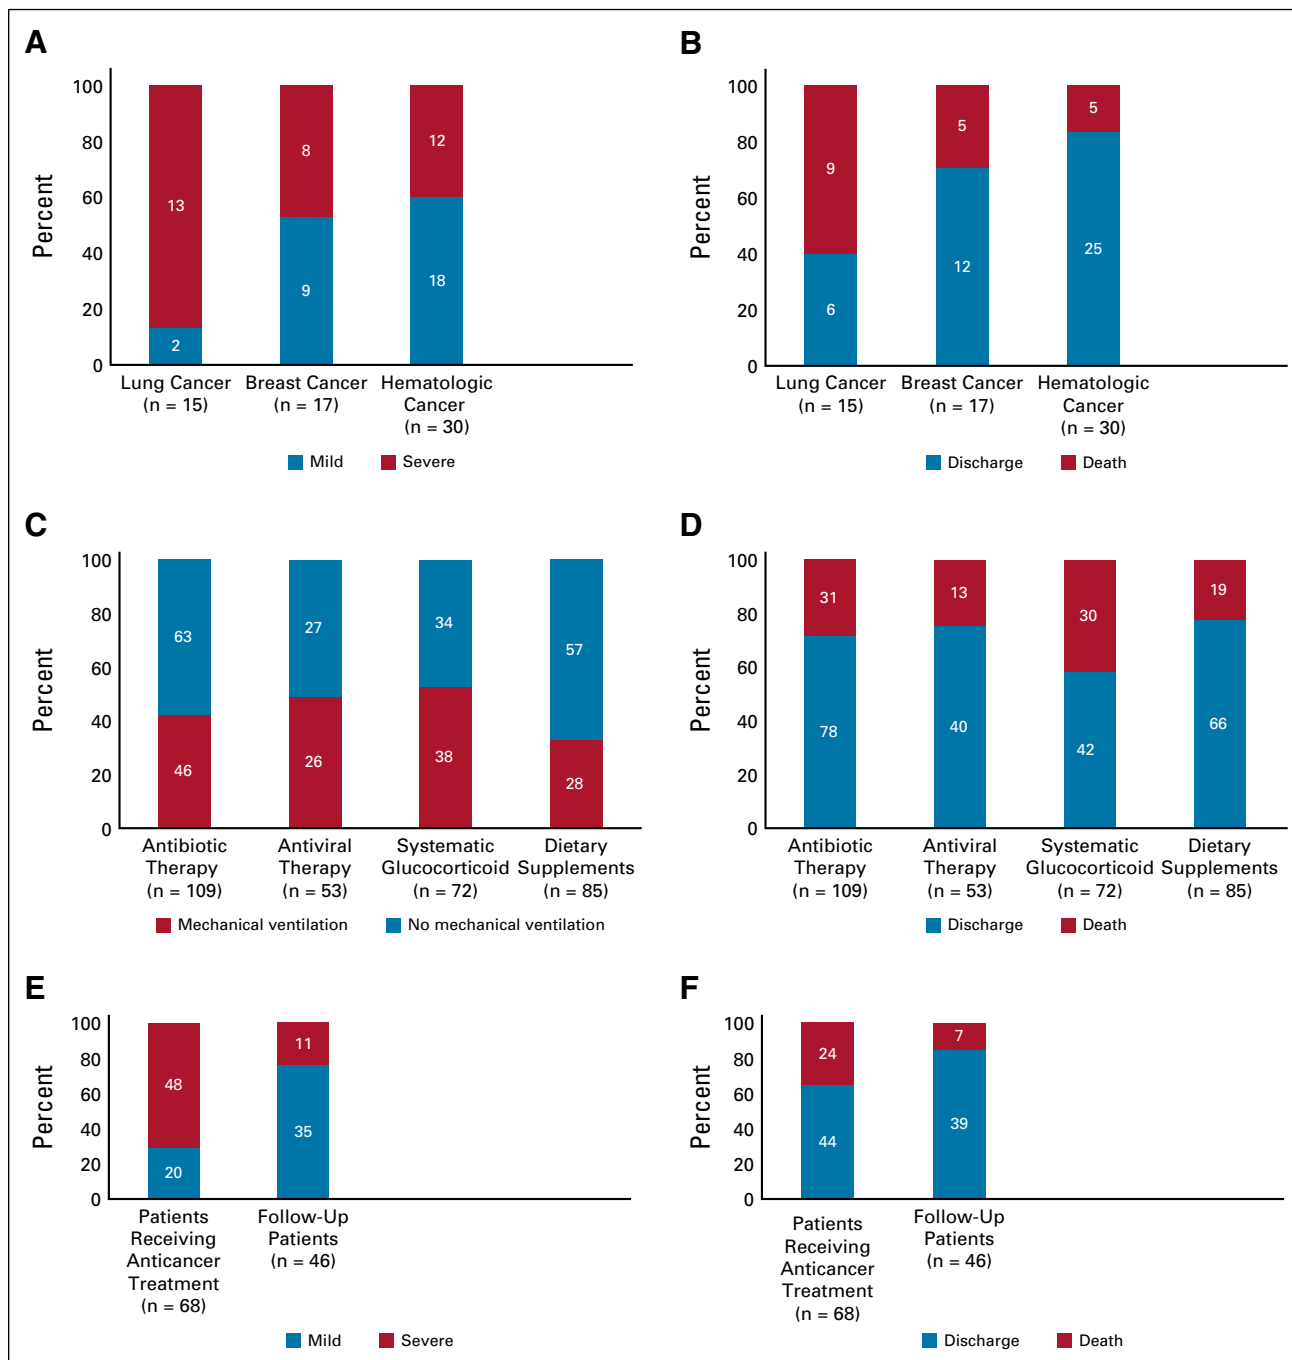 A
Percent
100
80
60
40
20
0
13
2
8
9
12
18
Lung Cancer
(n = 15)
Breast Cancer
(n = 17)
Hematologic
Cancer
(n = 30)
Mild
Severe
B
Percent
100
80
60
40
20
0
9
6
5
12
5
25
Lung Cancer
(n = 15)
Breast Cancer
(n = 17)
Hematologic
Cancer
(n = 30)
Discharge
Death
C
Percent
100
80
60
40
20
0
63
46
27
26
34
38
57
28
Antibiotic
Therapy
(n = 109)
Antiviral
Therapy
(n = 53)
Systematic
Glucocorticoid
(n = 72)
Dietary
Supplements
(n = 85)
Mechanical ventilation
No mechanical ventilation
D
Percent
100
80
60
40
20
0
31
78
13
40
30
42
19
66
Antibiotic
Therapy
(n = 109)
Antiviral
Therapy
(n = 53)
Systematic
Glucocorticoid
(n = 72)
Dietary
Supplements
(n = 85)
Discharge
Death
E
Percent
100
80
60
40
20
0
48
20
11
35
Patients
Receiving
Anticancer
Treatment
(n = 68)
Follow-Up
Patients
(n = 46)
Mild
Severe
F
Percent
100
80
60
40
20
0
24
44
7
39
Patients
Receiving
Anticancer
Treatment
(n = 68)
Follow-Up
Patients
(n = 46)
Discharge
Death